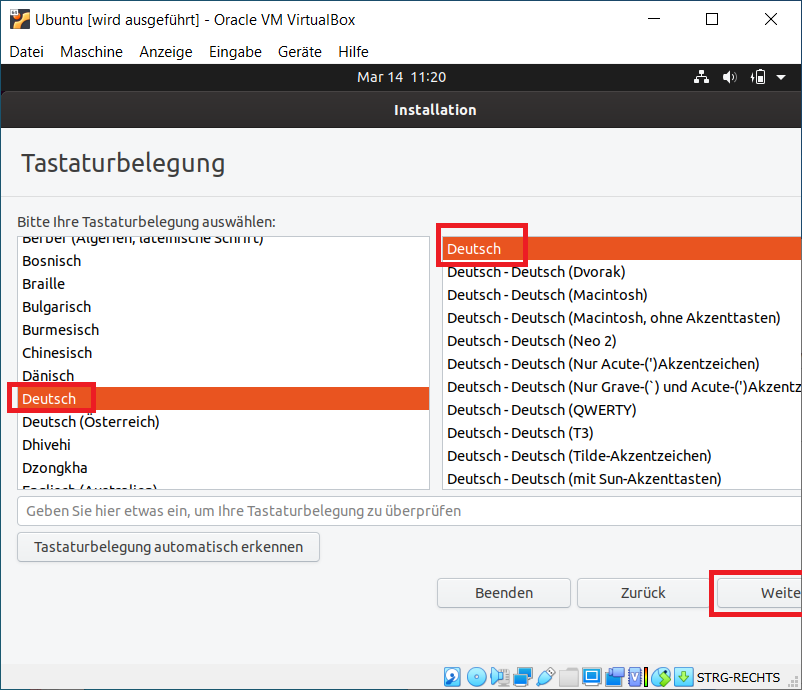 Ubuntu [wird ausgeführt] - Oracle VM VirtualBox
Datei Maschine Anzeige Eingabe Geräte Hilfe
Mar 14 11:20
Installation
Tastaturbelegung
Bitte Ihre Tastaturbelegung auswählen:
Berber (Algerien, lateinische Schrift)
Bosnisch
Braille
Bulgarisch
Burmesisch
Chinesisch
Dänisch
Deutsch
Deutsch (Österreich)
Dhivehi
Dzongkha
Englisch (Australien)
Deutsch
Deutsch - Deutsch (Dvorak)
Deutsch - Deutsch (Macintosh)
Deutsch - Deutsch (Macintosh, ohne Akzenttasten)
Deutsch - Deutsch (Neo 2)
Deutsch - Deutsch (Nur Acute-(')Akzentzeichen)
Deutsch - Deutsch (Nur Grave-(`) und Acute-(')Akzentz
Deutsch - Deutsch (QWERTY)
Deutsch - Deutsch (T3)
Deutsch - Deutsch (Tilde-Akzentzeichen)
Deutsch - Deutsch (mit Sun-Akzenttasten)
Geben Sie hier etwas ein, um Ihre Tastaturbelegung zu überprüfen
Tastaturbelegung automatisch erkennen
Beenden Zurück Weite
STRG-RECHTS